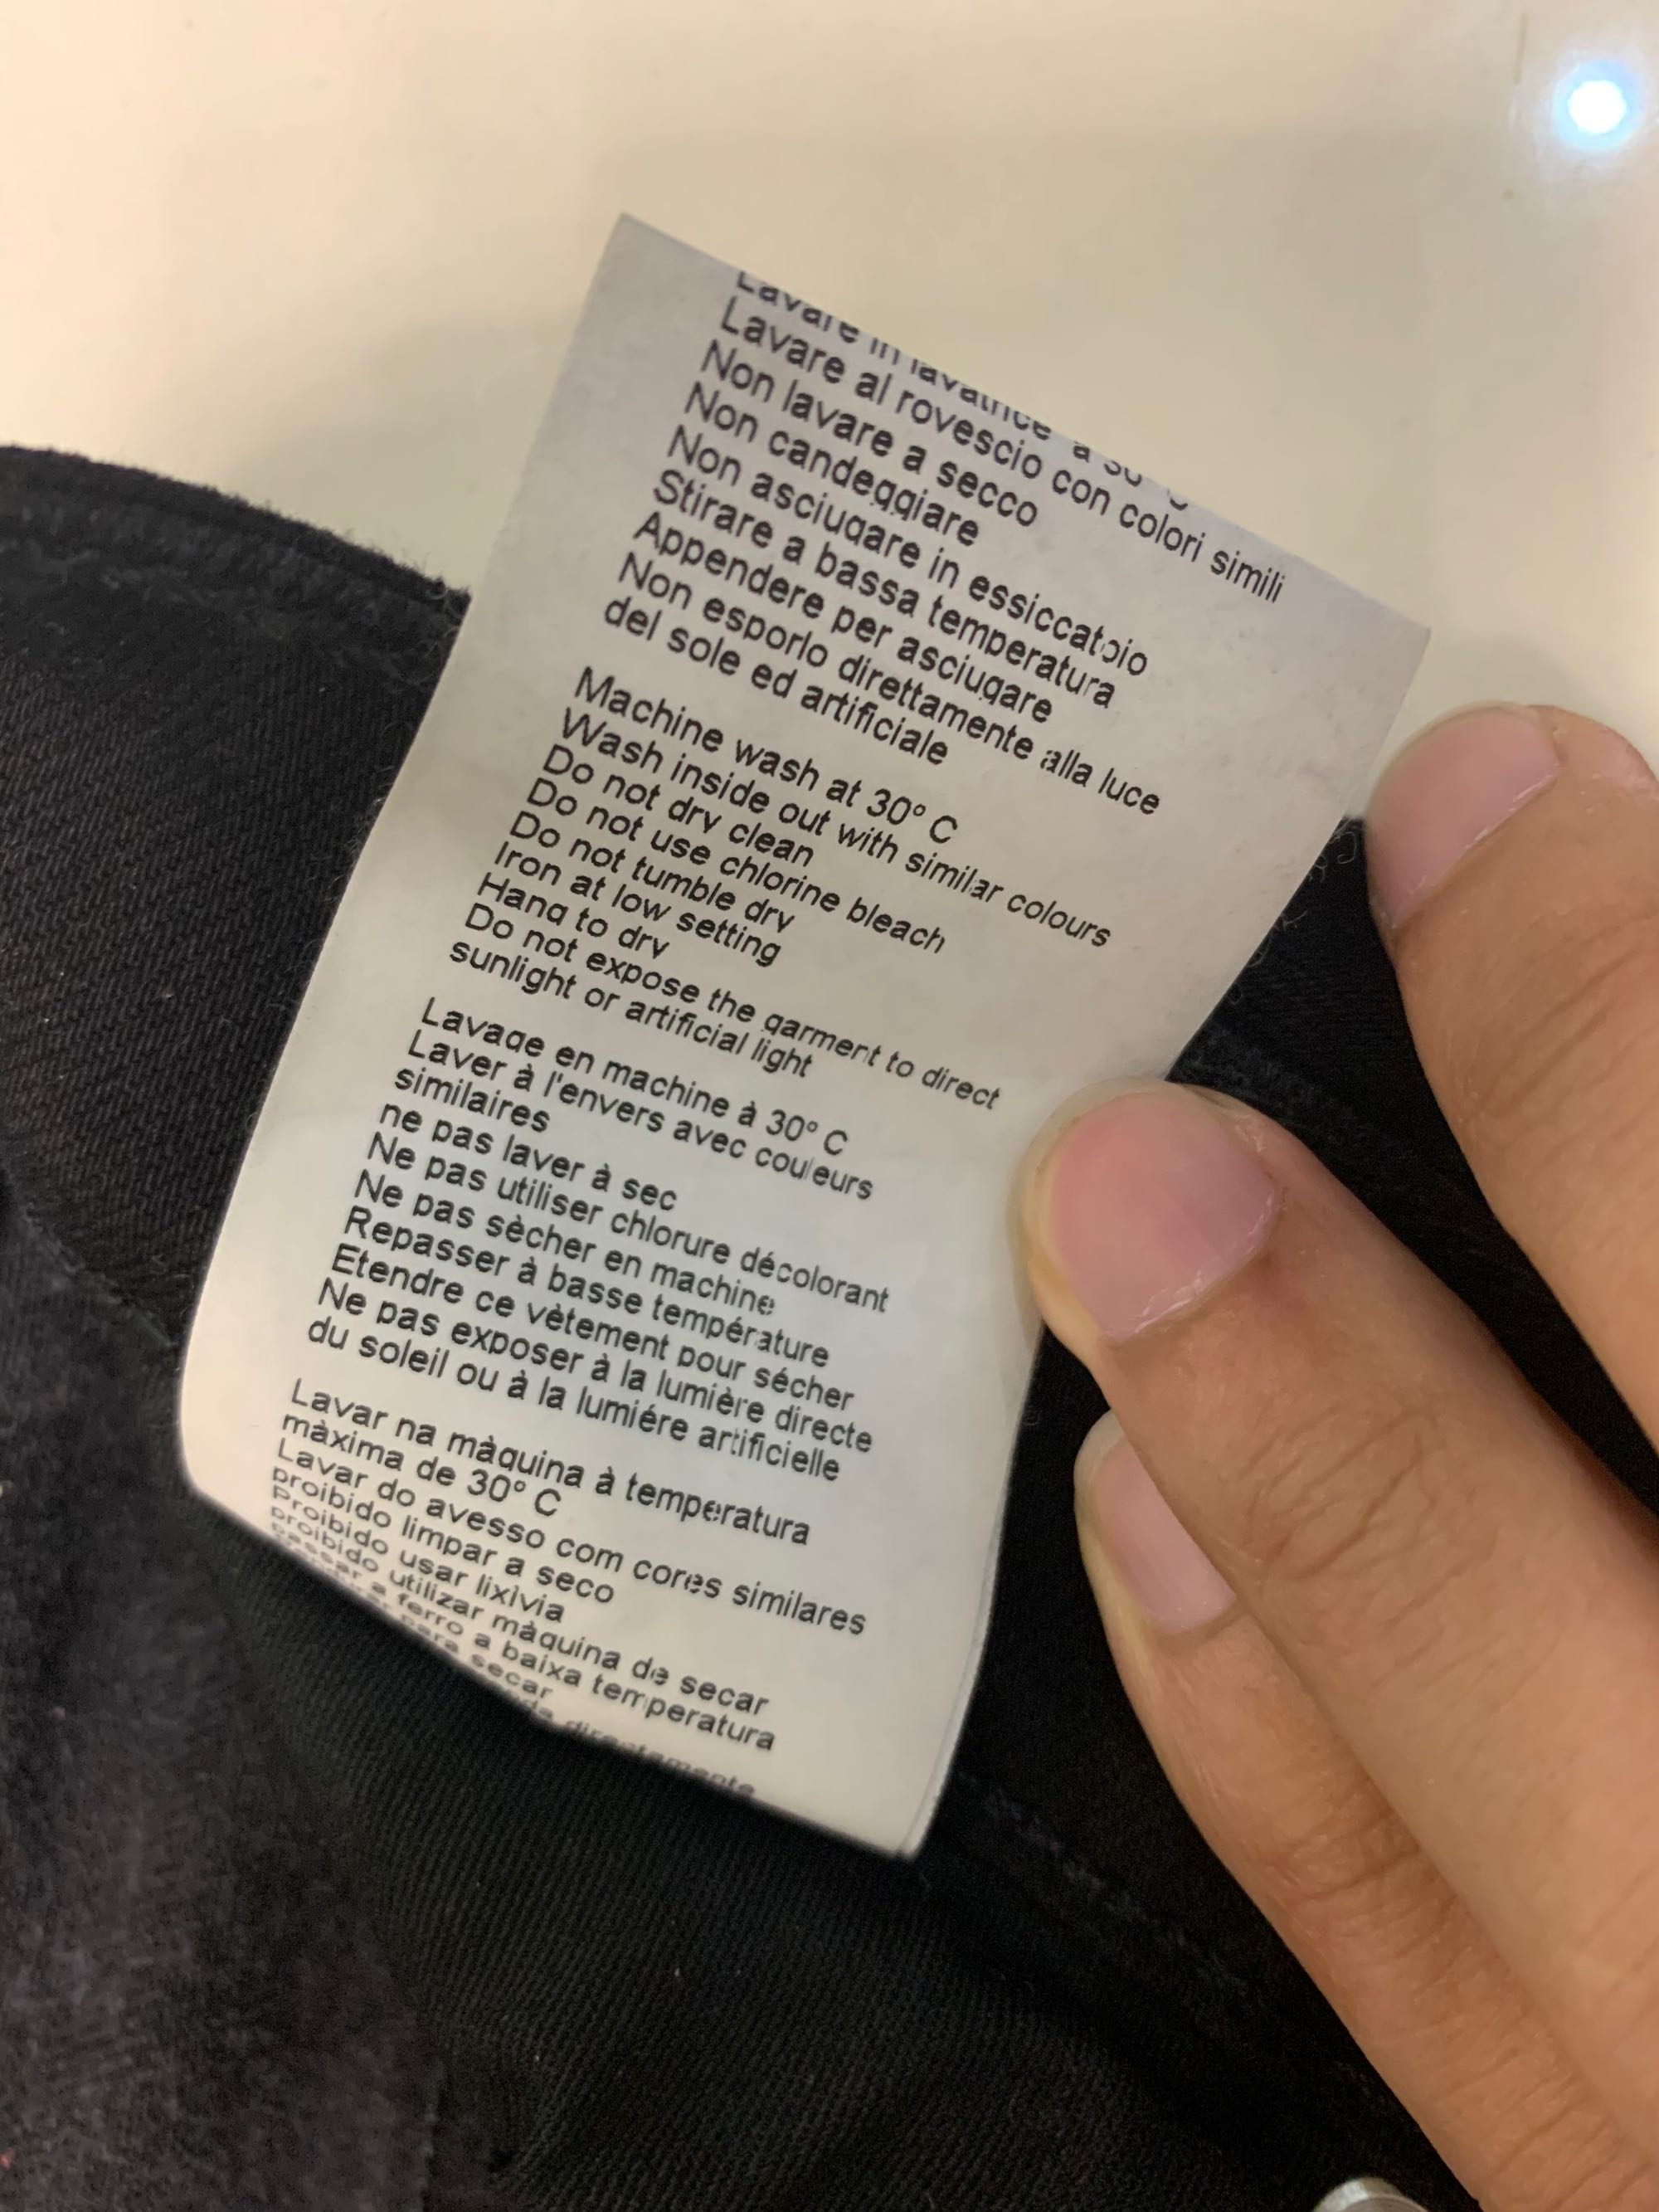 Lavare in lavatrice a 30°
Lavare al rovescio con colori simili
Non lavare a secco
Non candeggiare
Non asciugare in essiccatoio
Stirare a bassa temperatura
Appendere per asciugare
Non esporlo direttamente alla luce
del sole ed artificiale
Machine wash at 30° C
Wash inside out with similar colours
Do not dry clean
Do not use chlorine bleach
Do not tumble dry
Iron at low setting
Hang to dry
Do not expose the garment to direct
sunlight or artificial light
Lavage en machine à 30° C
Laver à l'envers avec couleurs
similaires
ne pas laver à sec
Ne pas utiliser chlorure décolorant
Ne pas sècher en machine
Repasser à basse température
Etendre ce vètement pour sécher
Ne pas exposer à la lumière directe
du soleil ou à la lumiére artificielle
Lavar na màquina à temperatura
màxima de 30° C
Lavar do avesso com cores similares
proibido limpar a seco
Proibido usar lixìvia
proibido utilizar màquina de secar
passar a ferro a baixa temperatura
para secar
directamente